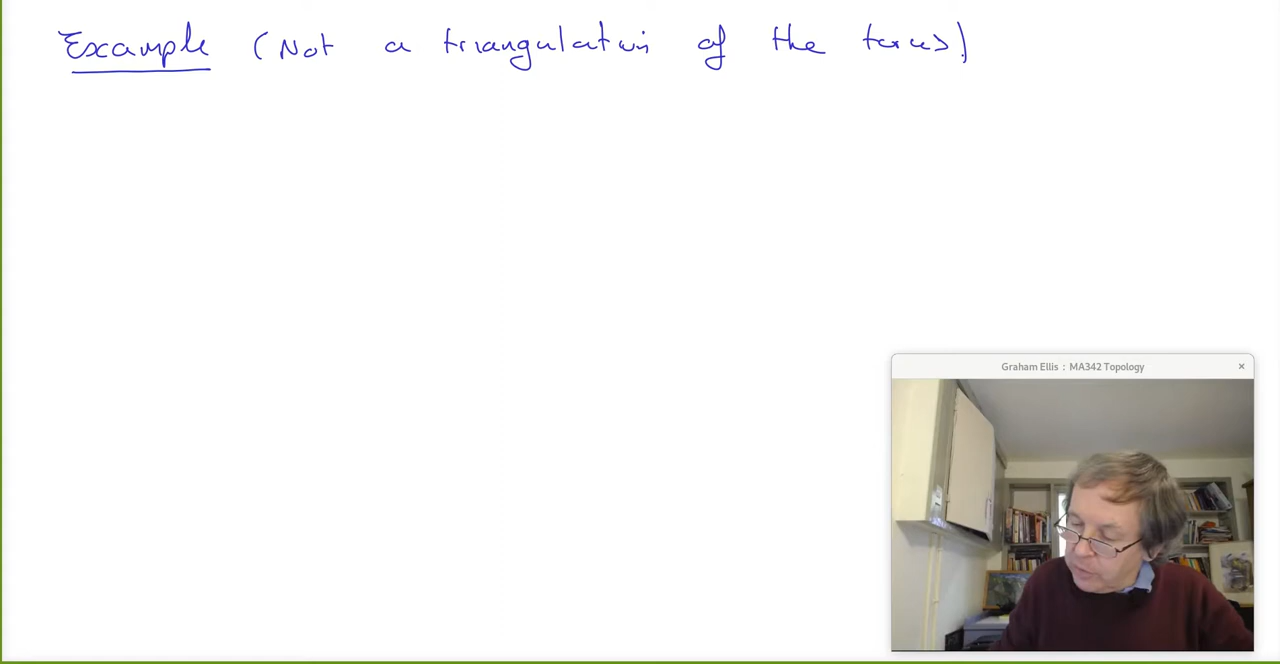 Example (Not a triangulation of the torus).
Graham Ellis : MA342 Topology